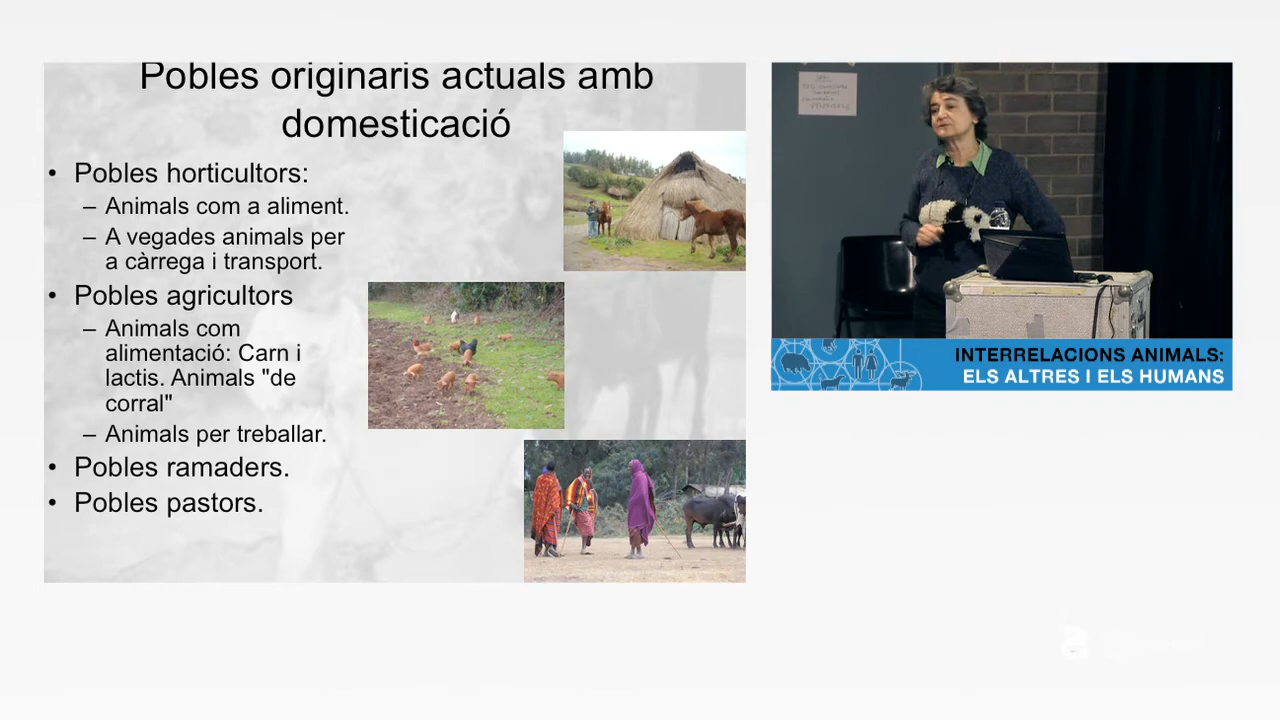 Pobles originaris actuals amb
domesticació
• Pobles horticultors:
– Animals com a aliment.
– A vegades animals per
a càrrega i transport.
• Pobles agricultors
– Animals com
alimentació: Carn i
lactis. Animals "de
corral"
– Animals per treballar.
• Pobles ramaders.
• Pobles pastors.
INTERRELACIONS ANIMALS:
ELS ALTRES I ELS HUMANS